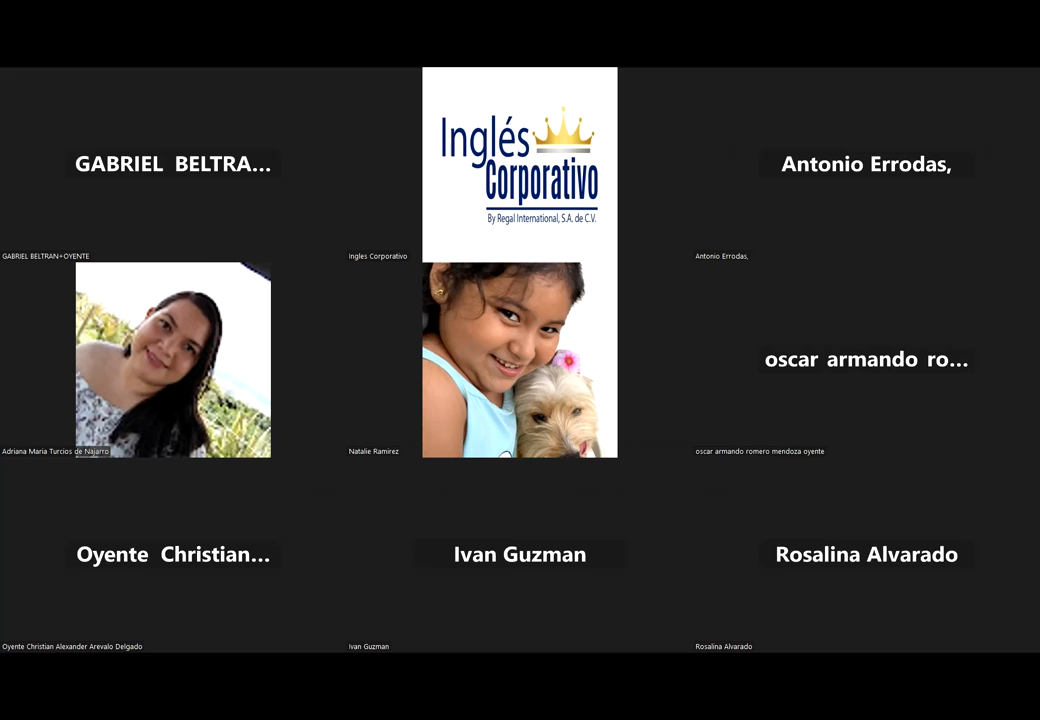 GABRIEL BELTRA...
GABRIEL BELTRAN+OYENTE
Inglés
Corporativo
By Regal International, S.A. de C.V.
Ingles Corporativo
Antonio Errodas,
Antonio Errodas,
Adriana Maria Turcios de Najarro
Natalie Ramirez
oscar armando ro...
oscar armando romero mendoza oyente
Oyente Christian...
Oyente Christian Alexander Arevalo Delgado
Ivan Guzman
Ivan Guzman
Rosalina Alvarado
Rosalina Alvarado